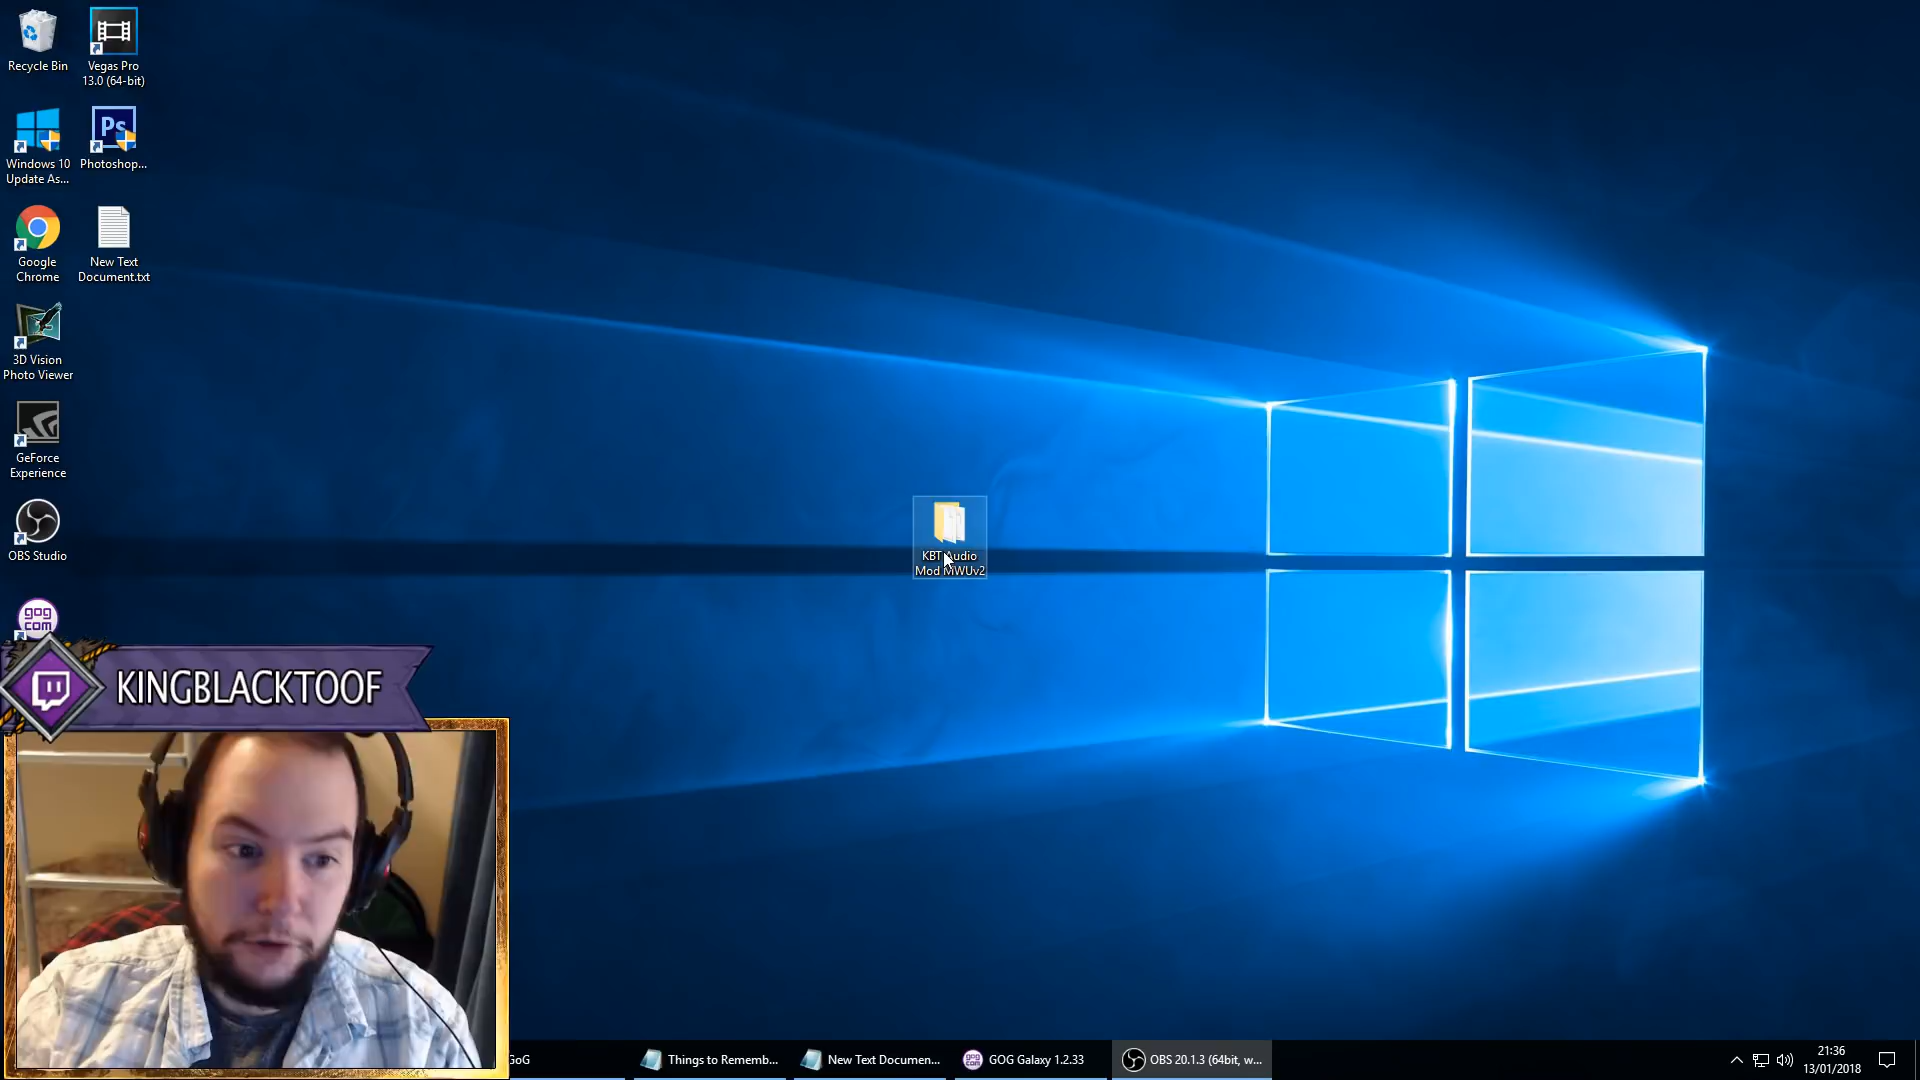 Recycle Bin
Vegas Pro
13.0 (64-bit)
Windows 10
Update As...
Ps
Photoshop...
Google
Chrome
New Text
Document.txt
3D Vision
Photo Viewer
GeForce
Experience
OBS Studio
gog
com
KBT Audio
Mod MWUv2
KINGBLACKTOOF
GoG
Things to Rememb...
New Text Documen...
GOG Galaxy 1.2.33
OBS 20.1.3 (64bit, w...
21:36
13/01/2018